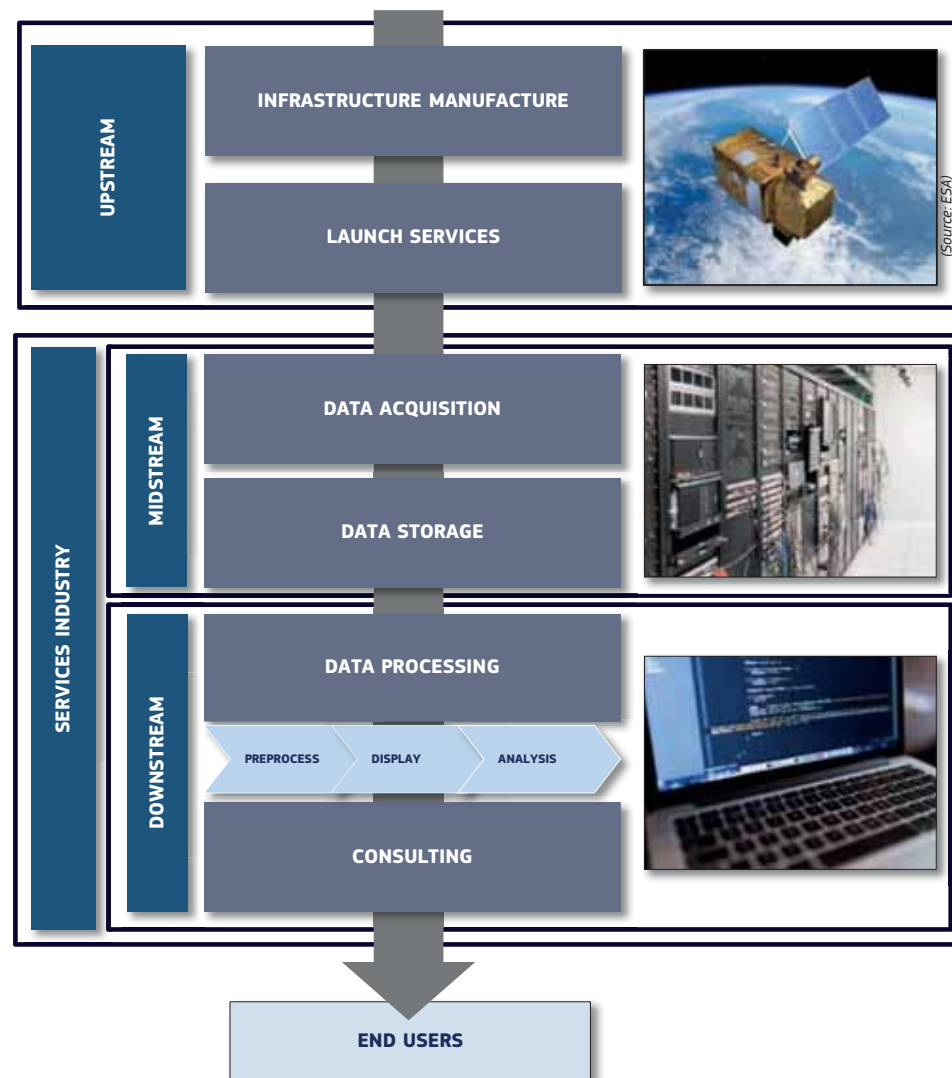 UPSTREAM
INFRASTRUCTURE MANUFACTURE
LAUNCH SERVICES
(Source: ESA)
SERVICES INDUSTRY
MIDSTREAM
DATA ACQUISITION
DATA STORAGE
DOWNSTREAM
DATA PROCESSING
PREPROCESS
DISPLAY
ANALYSIS
CONSULTING
END USERS